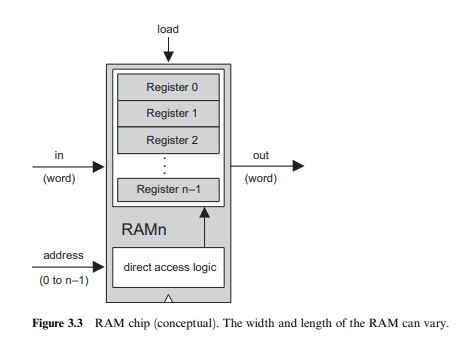 load
Register 0
Register 1
Register 2
Register n–1
in
(word)
out
(word)
RAMn
address
(0 to n–1)
direct access logic
Figure 3.3 RAM chip (conceptual). The width and length of the RAM can vary.